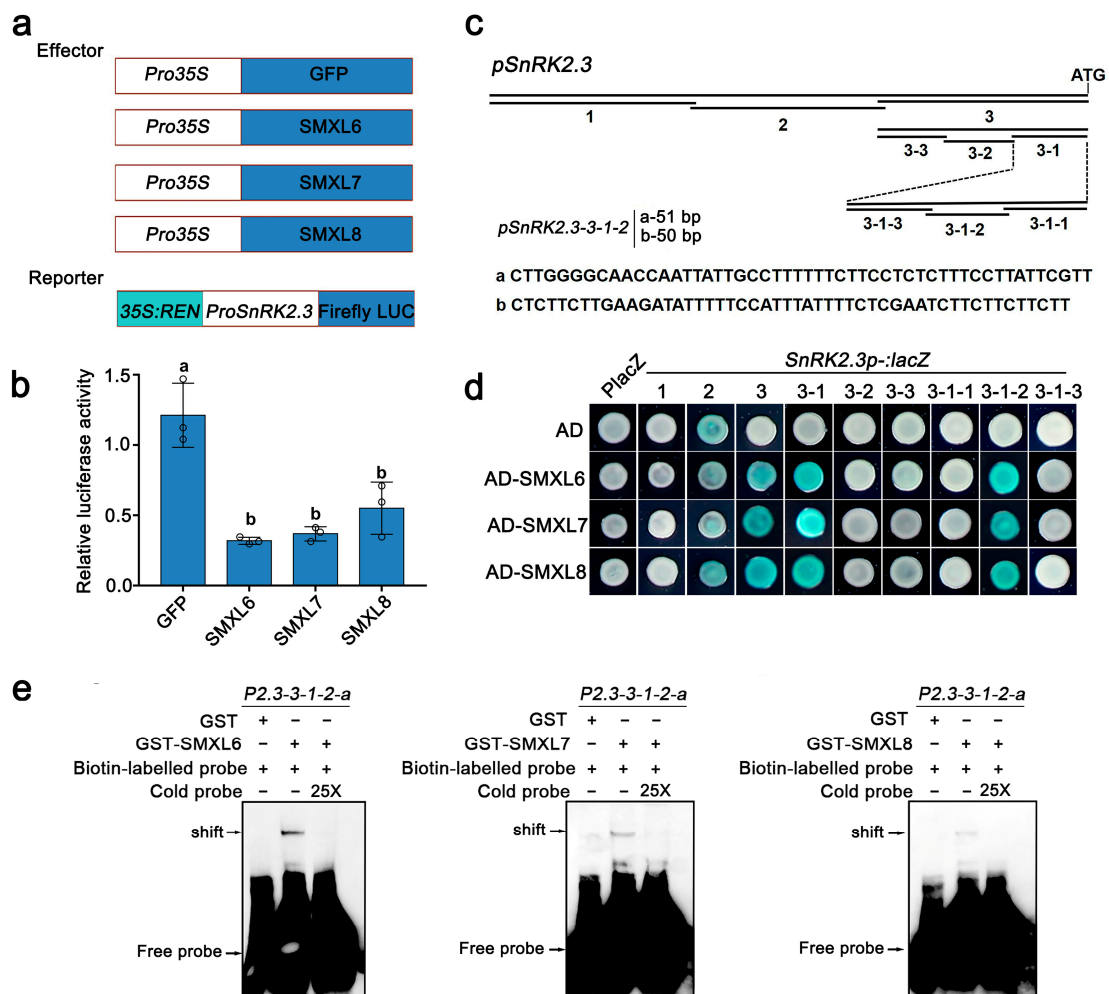 a
Effector
Pro35S GFP
Pro35S SMXL6
Pro35S SMXL7
Pro35S SMXL8
Reporter
35S:REN ProSnRK2.3 Firefly LUC
b
Relative luciferase activity
1.5
1.0
0.5
0.0
a
b
b
b
GFP
SMXL6
SMXL7
SMXL8
c
pSnRK2.3
ATG
1
2
3
3-3
3-2
3-1
3-1-3
3-1-2
3-1-1
pSnRK2.3-3-1-2
a-51 bp
b-50 bp
a CTTGGGGCAACCAATTATTGCCTTTTTTCTTCCTCTCTTTCCTTATTCGTT
b CTCTTCTTGAAGATATTTTTCCATTTATTTTCTCGAATCTTCTTCTTCTT
d
SnRK2.3p-:lacZ
PlacZ 1 2 3 3-1 3-2 3-3 3-1-1 3-1-2 3-1-3
AD
AD-SMXL6
AD-SMXL7
AD-SMXL8
e
P2.3-3-1-2-a
GST + – –
GST-SMXL6 – + +
Biotin-labelled probe + + +
Cold probe – – 25X
shift
Free probe
P2.3-3-1-2-a
GST + – –
GST-SMXL7 – + +
Biotin-labelled probe + + +
Cold probe – – 25X
shift
Free probe
P2.3-3-1-2-a
GST + – –
GST-SMXL8 – + +
Biotin-labelled probe + + +
Cold probe – – 25X
shift
Free probe